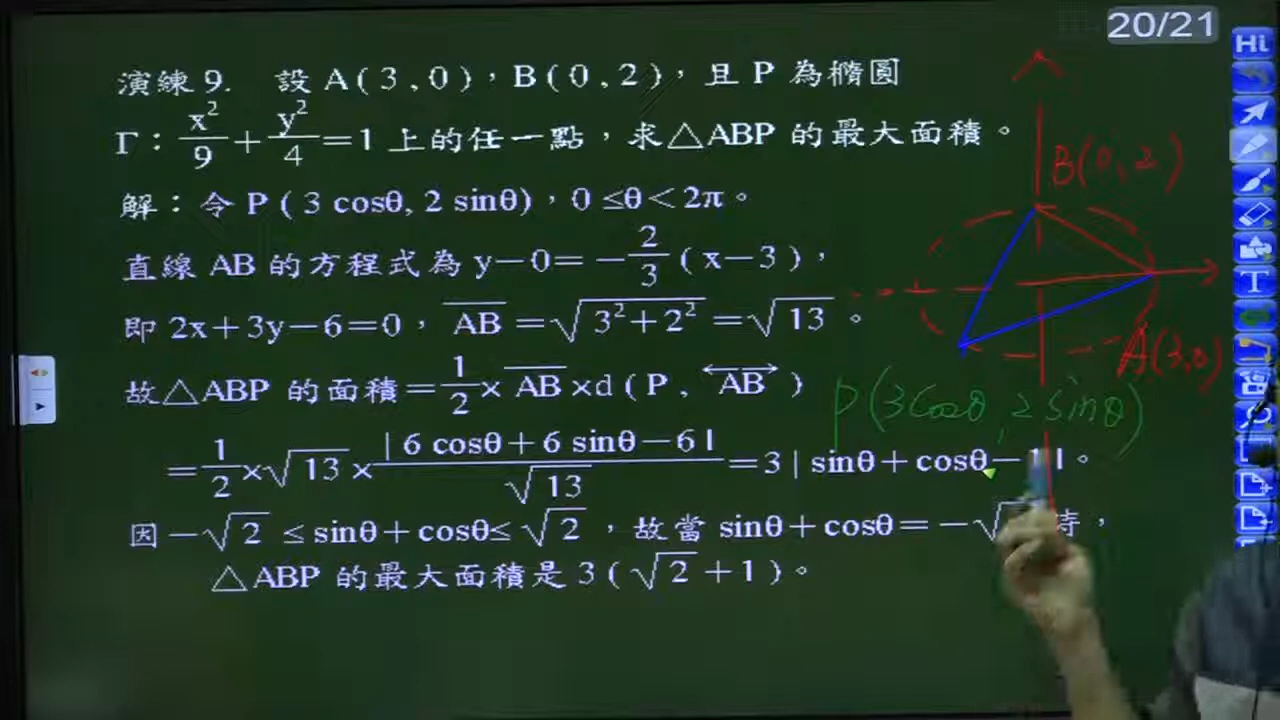 20/21
Hi
演練 9. 設 A ( 3 , 0 ) , B ( 0 , 2 ) , 且 P 為橢圓
Γ : x²/9 + y²/4 = 1 上的任一點 , 求△ABP 的最大面積 。
B(0, 2)
解 : 令 P ( 3 cosθ, 2 sinθ) , 0 ≤θ < 2π 。
直線 AB 的方程式為 y－0= －2/3 ( x－3 ) ,
即 2x+3y－6=0 , AB = √(3²+2²) = √13 。
A(3,0)
故△ABP 的面積 = 1/2 × AB × d ( P , AB )
P(3cosθ, 2 sinθ)
= 1/2 × √13 × | 6 cosθ + 6 sinθ－6 | / √13 = 3 | sinθ + cosθ－1 | 。
因 －√2 ≤ sinθ + cosθ ≤ √2 , 故當 sinθ + cosθ = －√ 時 ,
△ABP 的最大面積是 3 ( √2 + 1 ) 。
T